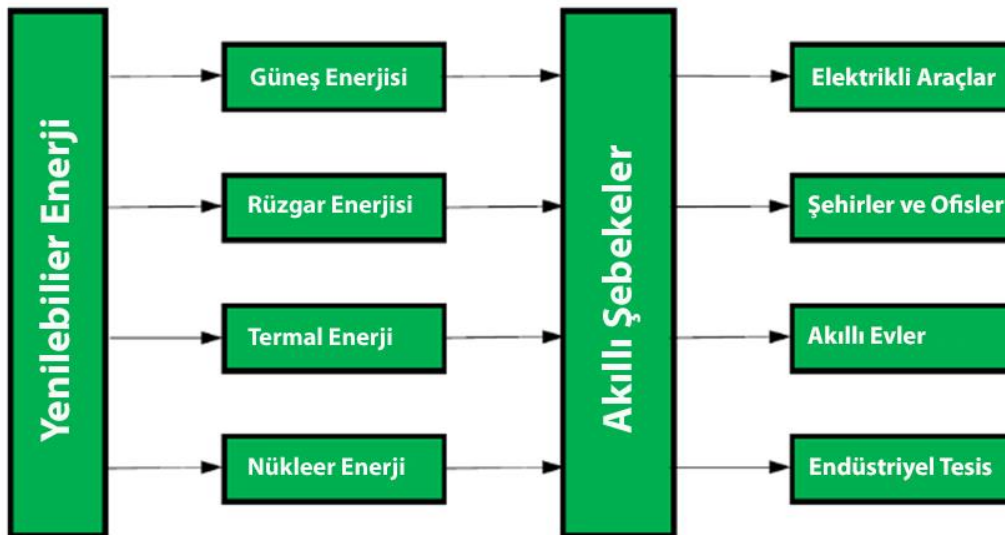 Yenilebilier Enerji
Güneş Enerjisi
Rüzgar Enerjisi
Termal Enerji
Nükleer Enerji
Akıllı Şebekeler
Elektrikli Araçlar
Şehirler ve Ofisler
Akıllı Evler
Endüstriyel Tesis